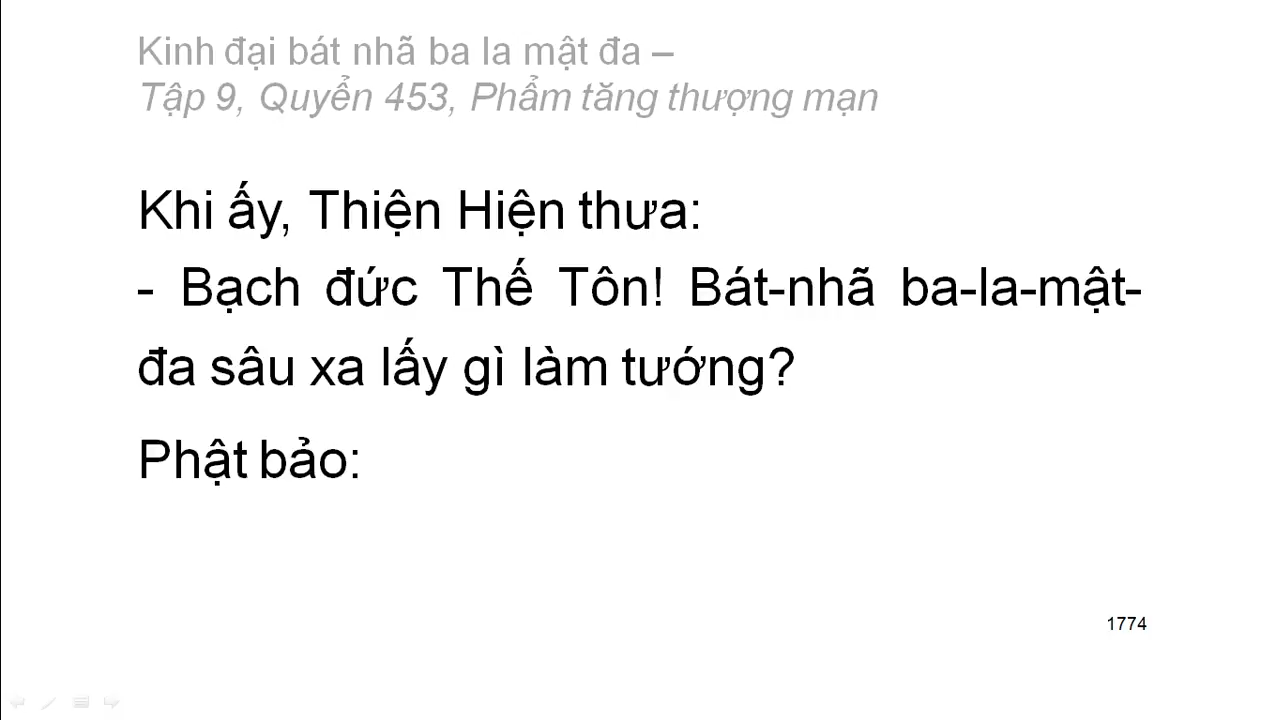 Kinh đại bát nhã ba la mật đa –
Tập 9, Quyển 453, Phẩm tăng thượng mạn
Khi ấy, Thiện Hiện thưa:
- Bạch đức Thế Tôn! Bát-nhã ba-la-mật-
đa sâu xa lấy gì làm tướng?
Phật bảo:
1774